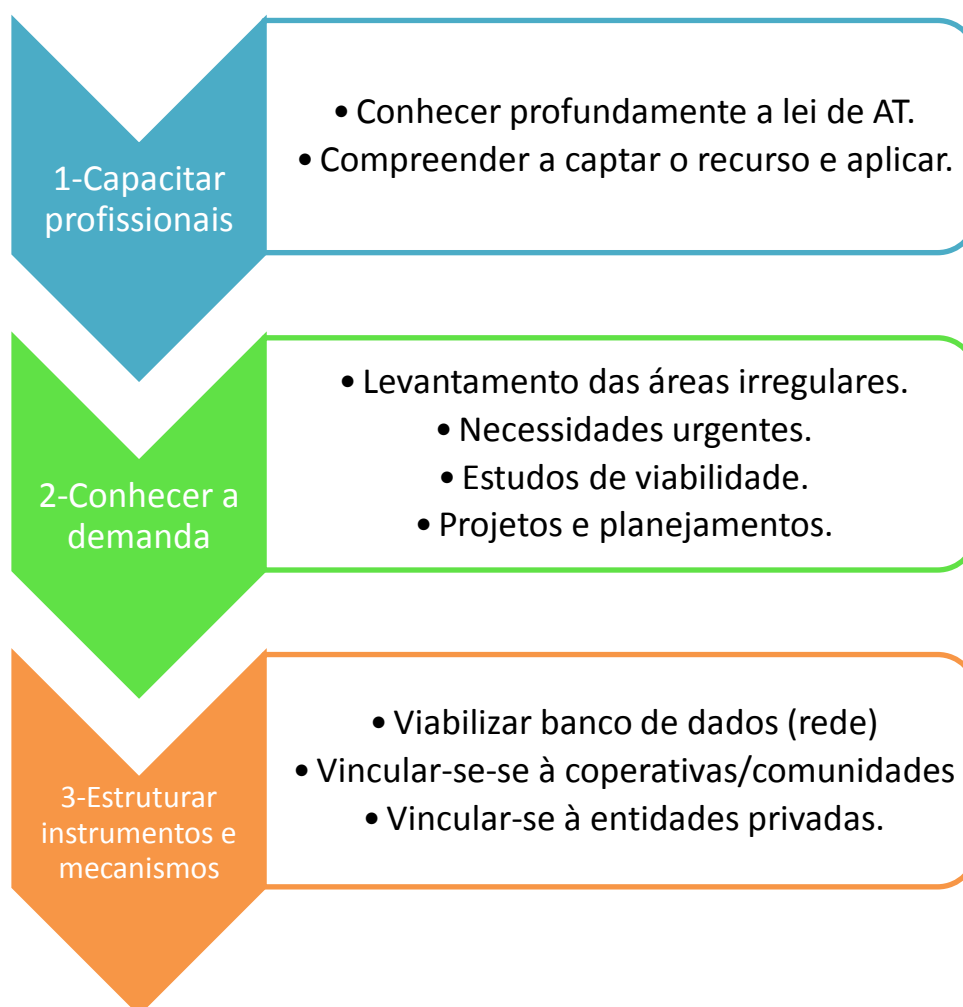 1-Capacitar
profissionais
• Conhecer profundamente a lei de AT.
• Compreender a captar o recurso e aplicar.
2-Conhecer a
demanda
• Levantamento das áreas irregulares.
• Necessidades urgentes.
• Estudos de viabilidade.
• Projetos e planejamentos.
3-Estruturar
instrumentos e
mecanismos
• Viabilizar banco de dados (rede)
• Vincular-se-se à coperativas/comunidades
• Vincular-se à entidades privadas.